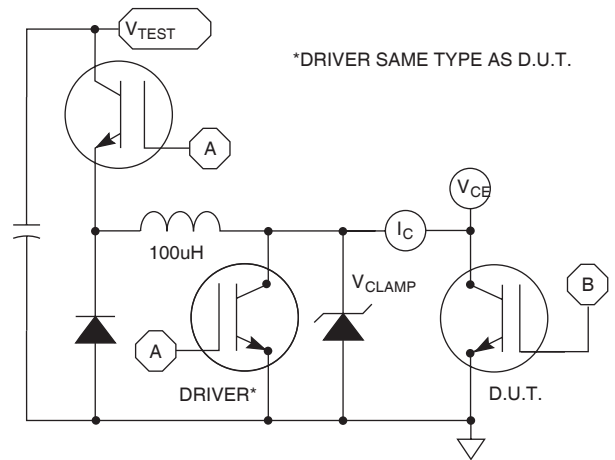 VTEST
*DRIVER SAME TYPE AS D.U.T.
A
VCE
IC
100uH
VCLAMP
B
A
DRIVER*
D.U.T.